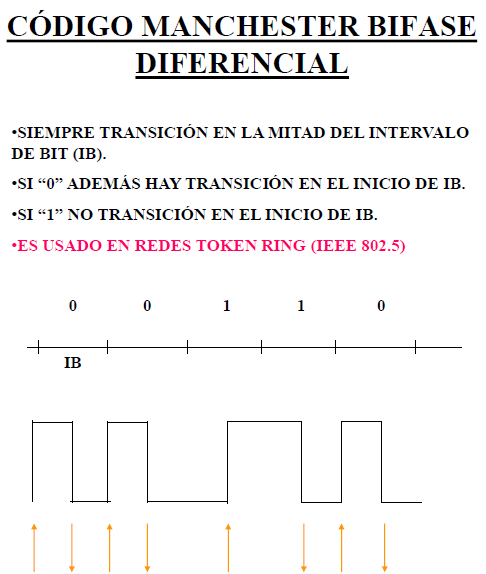 CÓDIGO MANCHESTER BIFASE
DIFERENCIAL
•SIEMPRE TRANSICIÓN EN LA MITAD DEL INTERVALO
DE BIT (IB).
•SI “0” ADEMÁS HAY TRANSICIÓN EN EL INICIO DE IB.
•SI “1” NO TRANSICIÓN EN EL INICIO DE IB.
•ES USADO EN REDES TOKEN RING (IEEE 802.5)
0 0 1 1 0
IB